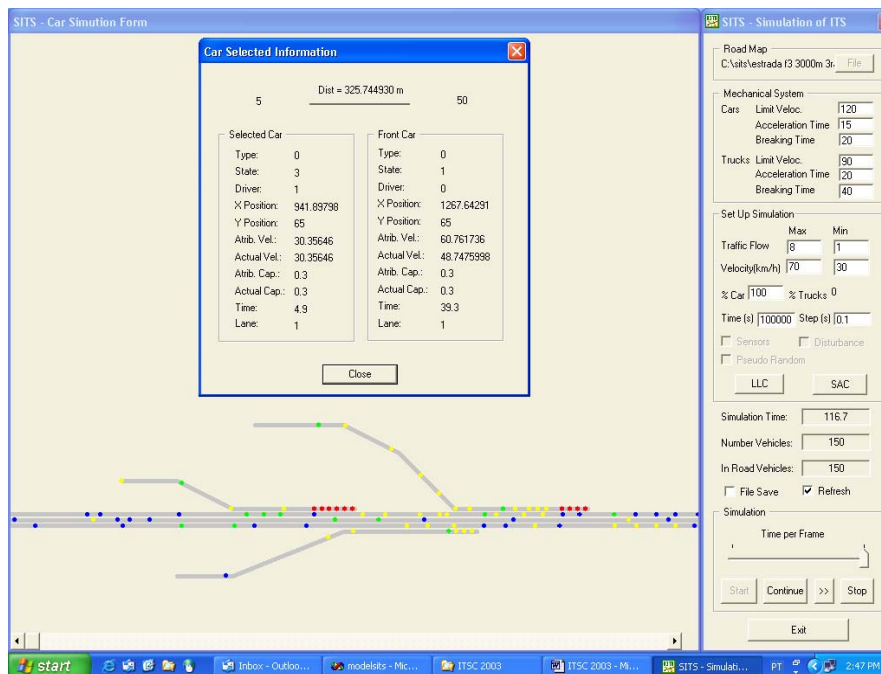 SITS - Car Simution Form
Car Selected Information
Dist = 325.744930 m
5
50
Selected Car
Type: 0
State: 3
Driver: 1
X Position: 941.89798
Y Position: 65
Atrib. Vel.: 30.35646
Actual Vel.: 30.35646
Atrib. Cap.: 0.3
Actual Cap.: 0.3
Time: 4.9
Lane: 1
Front Car
Type: 0
State: 1
Driver: 0
X Position: 1267.64291
Y Position: 65
Atrib. Vel.: 60.761736
Actual Vel.: 48.7475998
Atrib. Cap.: 0.3
Actual Cap.: 0.3
Time: 39.3
Lane: 1
Close
SITS - Simulation of ITS
Road Map
C:\sits\estrada f3 3000m 3r. File
Mechanical System
Cars Limit Veloc. 120
Acceleration Time 15
Breaking Time 20
Trucks Limit Veloc. 90
Acceleration Time 20
Breaking Time 40
Set Up Simulation
Max Min
Traffic Flow 8 1
Velocity(km/h) 70 30
% Car 100 % Trucks 0
Time (s) 100000 Step (s) 0.1
Sensors Disturbance
Pseudo Random
LLC SAC
Simulation Time: 116.7
Number Vehicles: 150
In Road Vehicles: 150
File Save Refresh
Simulation
Time per Frame
Start Continue >> Stop
Exit
start Inbox - Outloo... modelsits - Mic... ITSC 2003 ITSC 2003 - Mi... SITS - Simulati... PT 2:47 PM